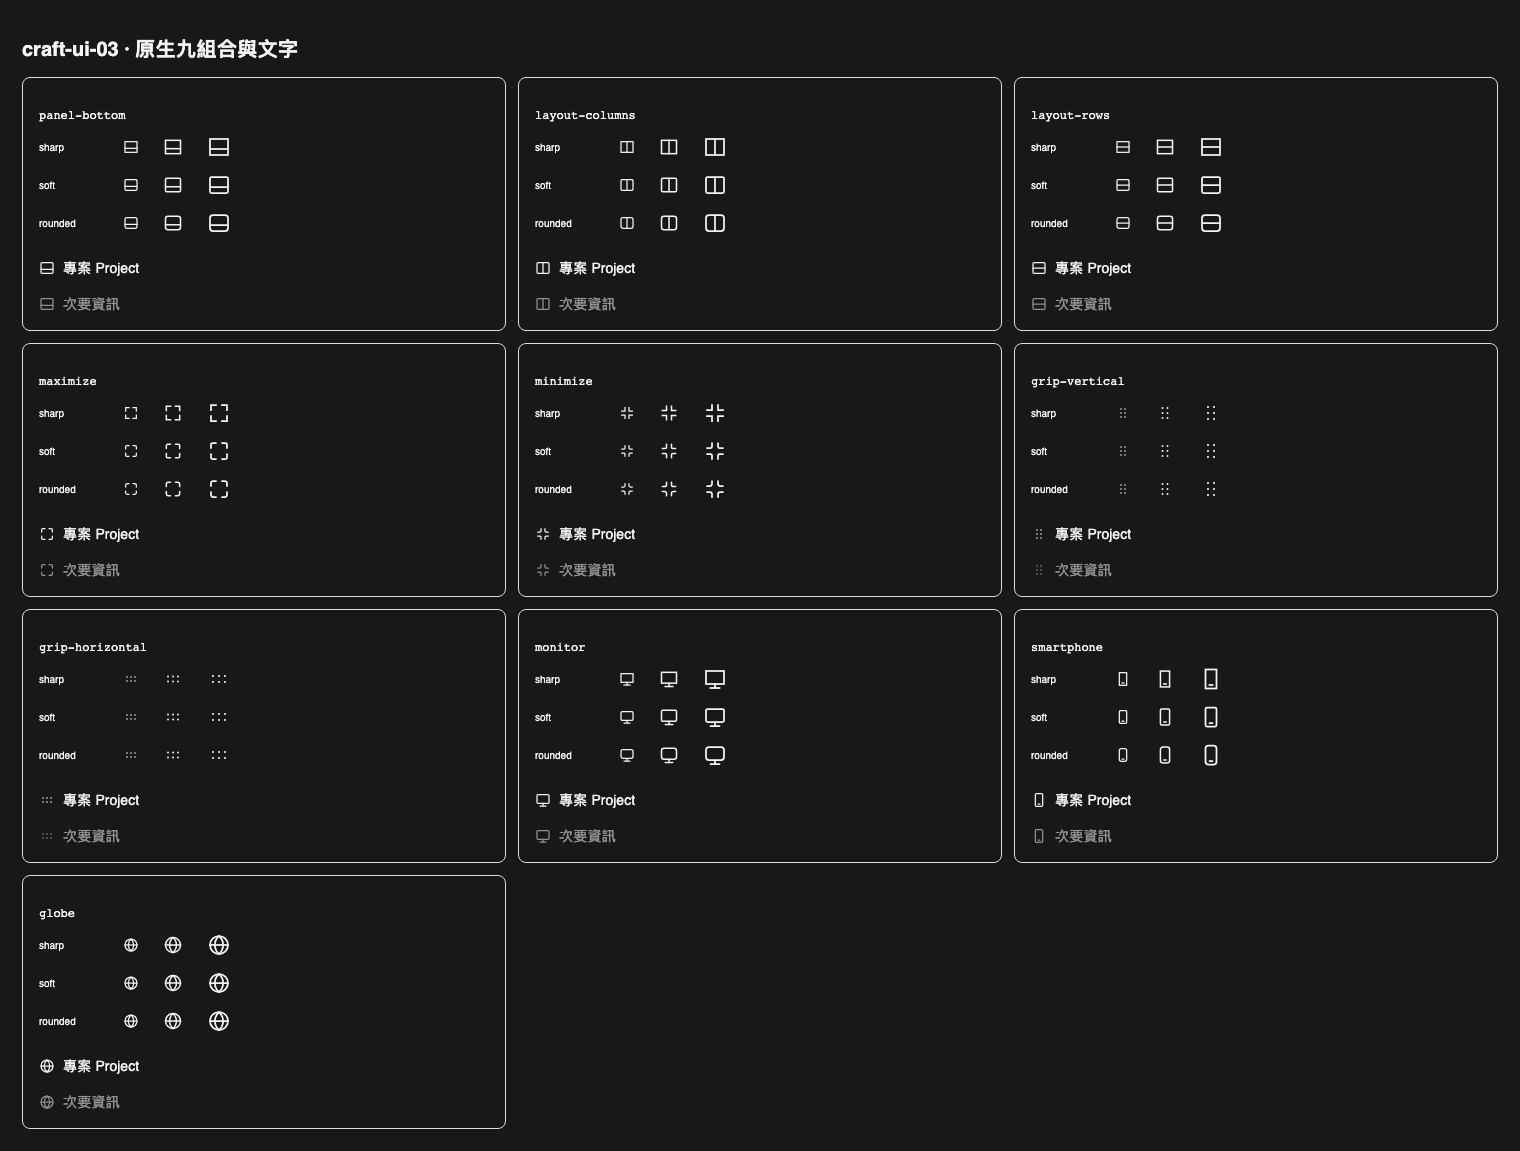 craft-ui-03 · 原生九組合與文字
panel-bottom
sharp
soft
rounded
專案 Project
次要資訊
layout-columns
sharp
soft
rounded
專案 Project
次要資訊
layout-rows
sharp
soft
rounded
專案 Project
次要資訊
maximize
sharp
soft
rounded
專案 Project
次要資訊
minimize
sharp
soft
rounded
專案 Project
次要資訊
grip-vertical
sharp
soft
rounded
專案 Project
次要資訊
grip-horizontal
sharp
soft
rounded
專案 Project
次要資訊
monitor
sharp
soft
rounded
專案 Project
次要資訊
smartphone
sharp
soft
rounded
專案 Project
次要資訊
globe
sharp
soft
rounded
專案 Project
次要資訊